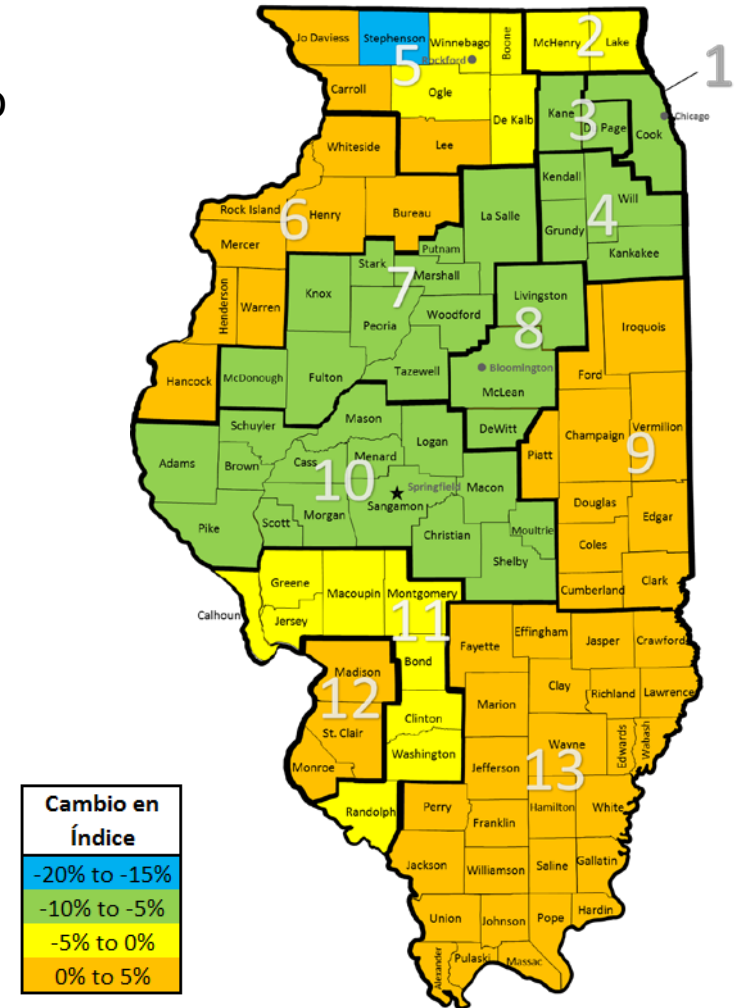 Jo Daviess Stephenson Winnebago Boone McHenry 2 Lake
5 Rockford
1
Carroll Ogle De Kalb Kane 3 Du Page Cook Chicago
Whiteside Lee
Kendall
Rock Island 6 Henry Bureau La Salle 4 Will
Mercer Putnam Grundy
Stark Marshall Kankakee
Henderson Warren Knox 7 Livingston
Peoria Woodford 8 Iroquois
Hancock McDonough Fulton Tazewell Bloomington Ford
McLean
Schuyler Mason Logan DeWitt Champaign Vermilion
Adams Brown Cass Menard Piatt 9
10 Springfield Macon
Pike Scott Morgan Sangamon Douglas Edgar
Christian Moultrie Coles
Shelby
Greene Macoupin Montgomery Cumberland Clark
Calhoun Jersey 11
Fayette Effingham Jasper Crawford
Madison Bond
12 Clay Richland Lawrence
Marion
St. Clair Clinton
Washington Wayne Edwards Wabash
Monroe Jefferson 13
Randolph Perry Hamilton White
Franklin
Jackson Williamson Saline Gallatin
Union Johnson Pope Hardin
Alexander Pulaski Massac
Cambio en
Índice
-20% to -15%
-10% to -5%
-5% to 0%
0% to 5%